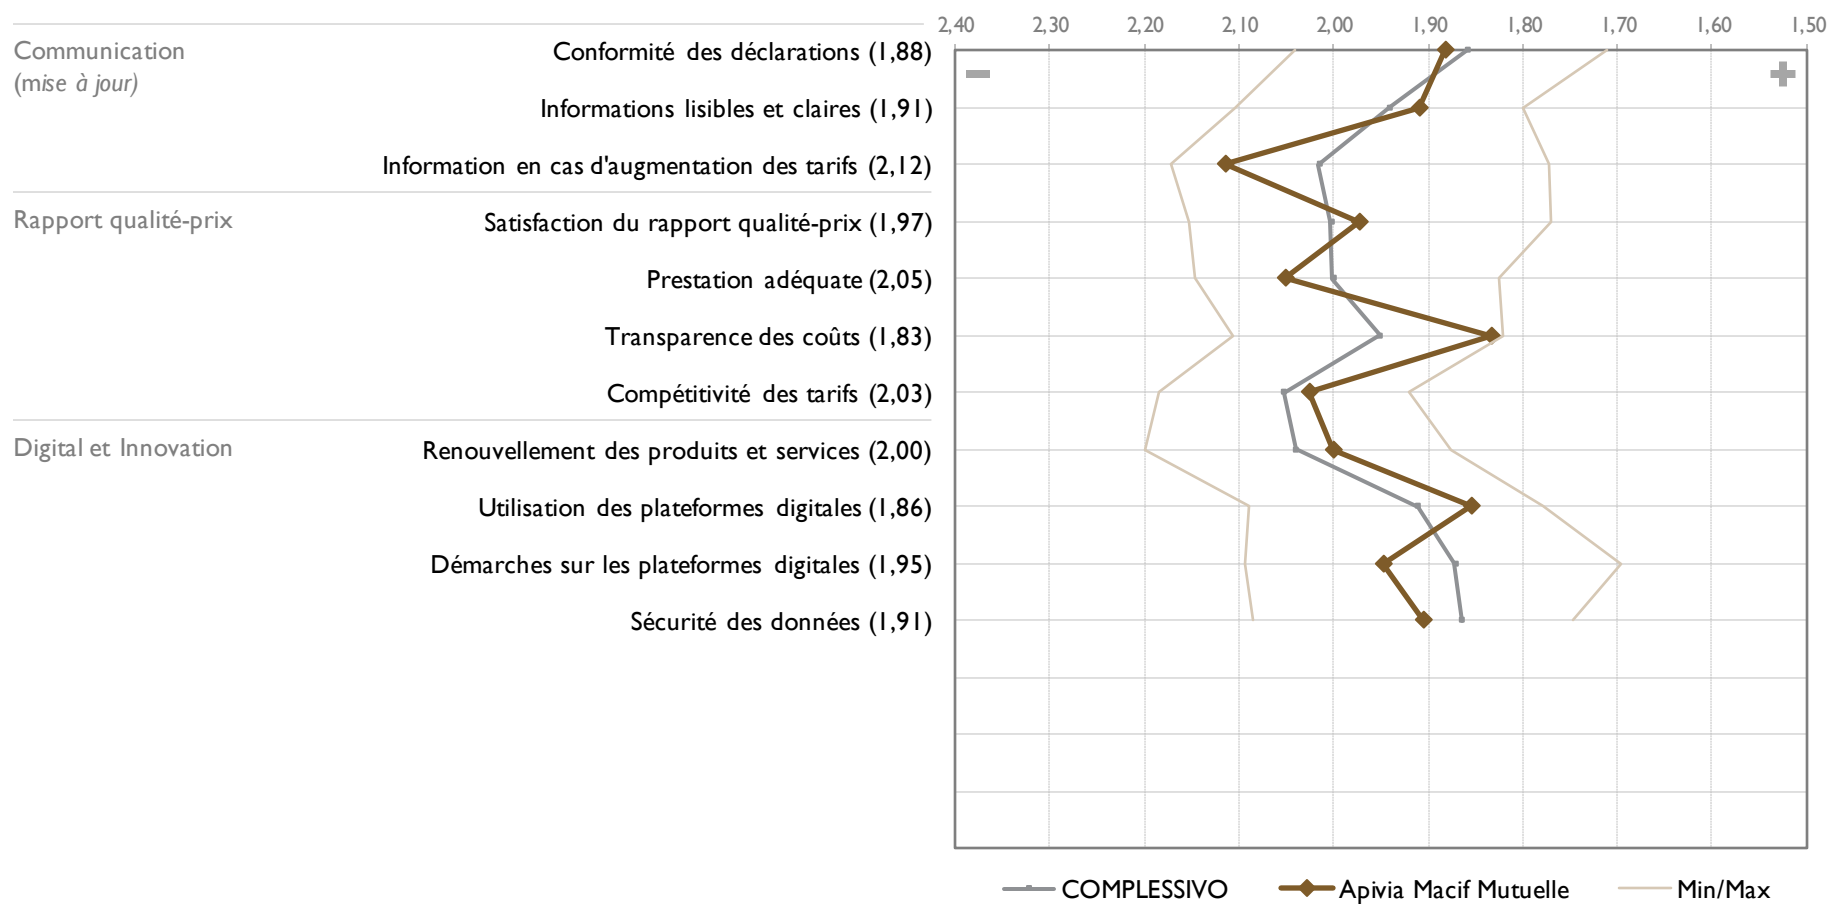 2,40 2,30 2,20 2,10 2,00 1,90 1,80 1,70 1,60 1,50
Communication
(mise à jour)
Conformité des déclarations (1,88)
Informations lisibles et claires (1,91)
Information en cas d'augmentation des tarifs (2,12)
Rapport qualité-prix
Satisfaction du rapport qualité-prix (1,97)
Prestation adéquate (2,05)
Transparence des coûts (1,83)
Compétitivité des tarifs (2,03)
Digital et Innovation
Renouvellement des produits et services (2,00)
Utilisation des plateformes digitales (1,86)
Démarches sur les plateformes digitales (1,95)
Sécurité des données (1,91)
COMPLESSIVO Apivia Macif Mutuelle Min/Max